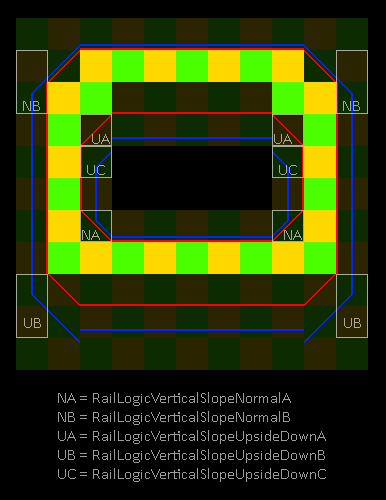 NB NB
UA UA
UC UC
NA NA
UB UB
NA = RailLogicVerticalSlopeNormalA
NB = RailLogicVerticalSlopeNormalB
UA = RailLogicVerticalSlopeUpsideDownA
UB = RailLogicVerticalSlopeUpsideDownB
UC = RailLogicVerticalSlopeUpsideDownC